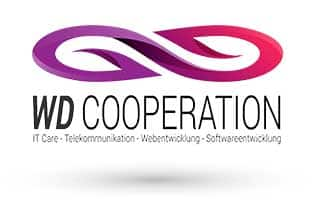 WD COOPERATION
IT Care - Telekommunikation - Webentwicklung - Softwareentwicklung